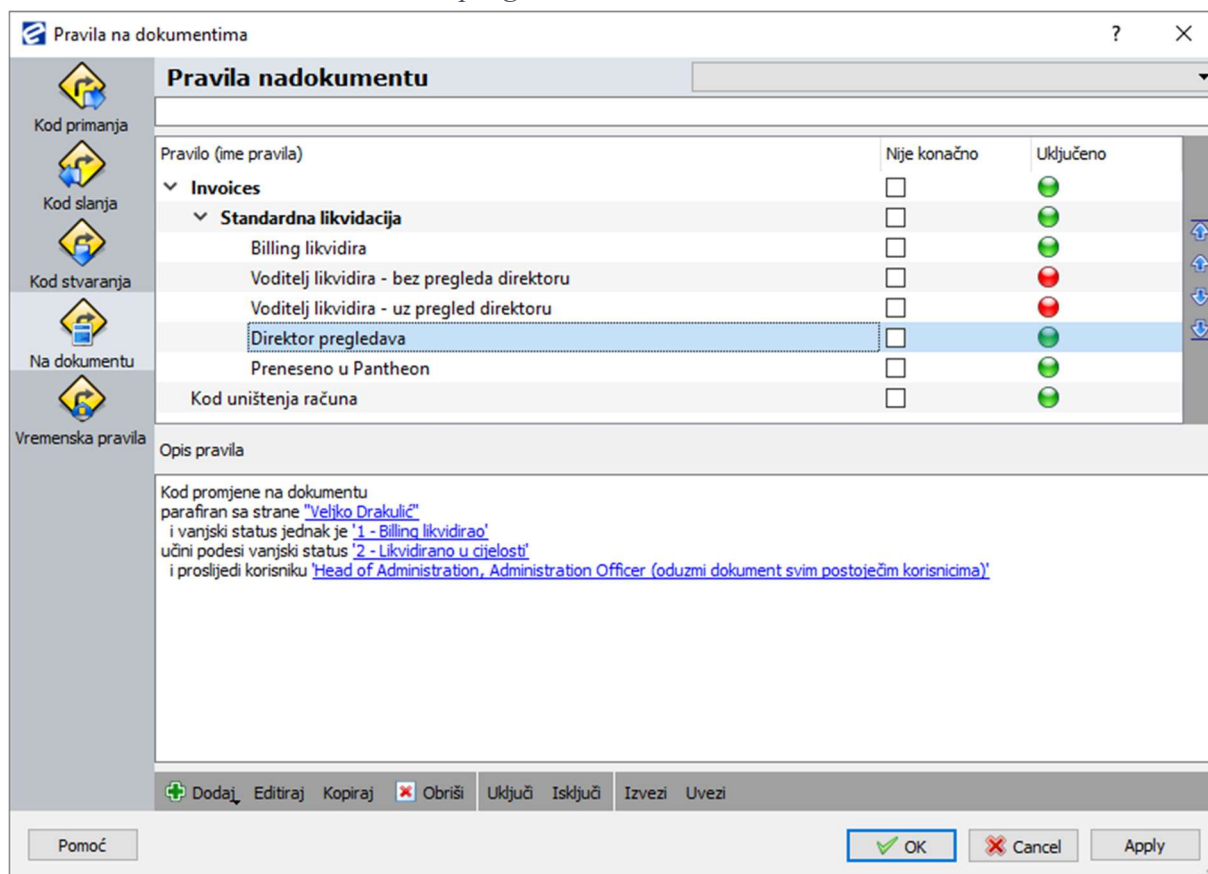 Pravila na dokumentima
?
Pravila nadokumentu
Kod primanja
Kod slanja
Kod stvaranja
Na dokumentu
Vremenska pravila
Pravilo (ime pravila) Nije konačno Uključeno
Invoices
Standardna likvidacija
Billing likvidira
Voditelj likvidira - bez pregleda direktoru
Voditelj likvidira - uz pregled direktoru
Direktor pregledava
Preneseno u Pantheon
Kod uništenja računa
Opis pravila
Kod promjene na dokumentu
parafiran sa strane "Veljko Drakulić"
i vanjski status jednak je '1 - Billing likvidirao'
učini podesi vanjski status '2 - Likvidirano u cijelosti'
i proslijedi korisniku 'Head of Administration, Administration Officer (oduzmi dokument svim postoječim korisnicima)'
Dodaj Editiraj Kopiraj Obriši Uključi Isključi Izvezi Uvezi
Pomoć OK Cancel Apply